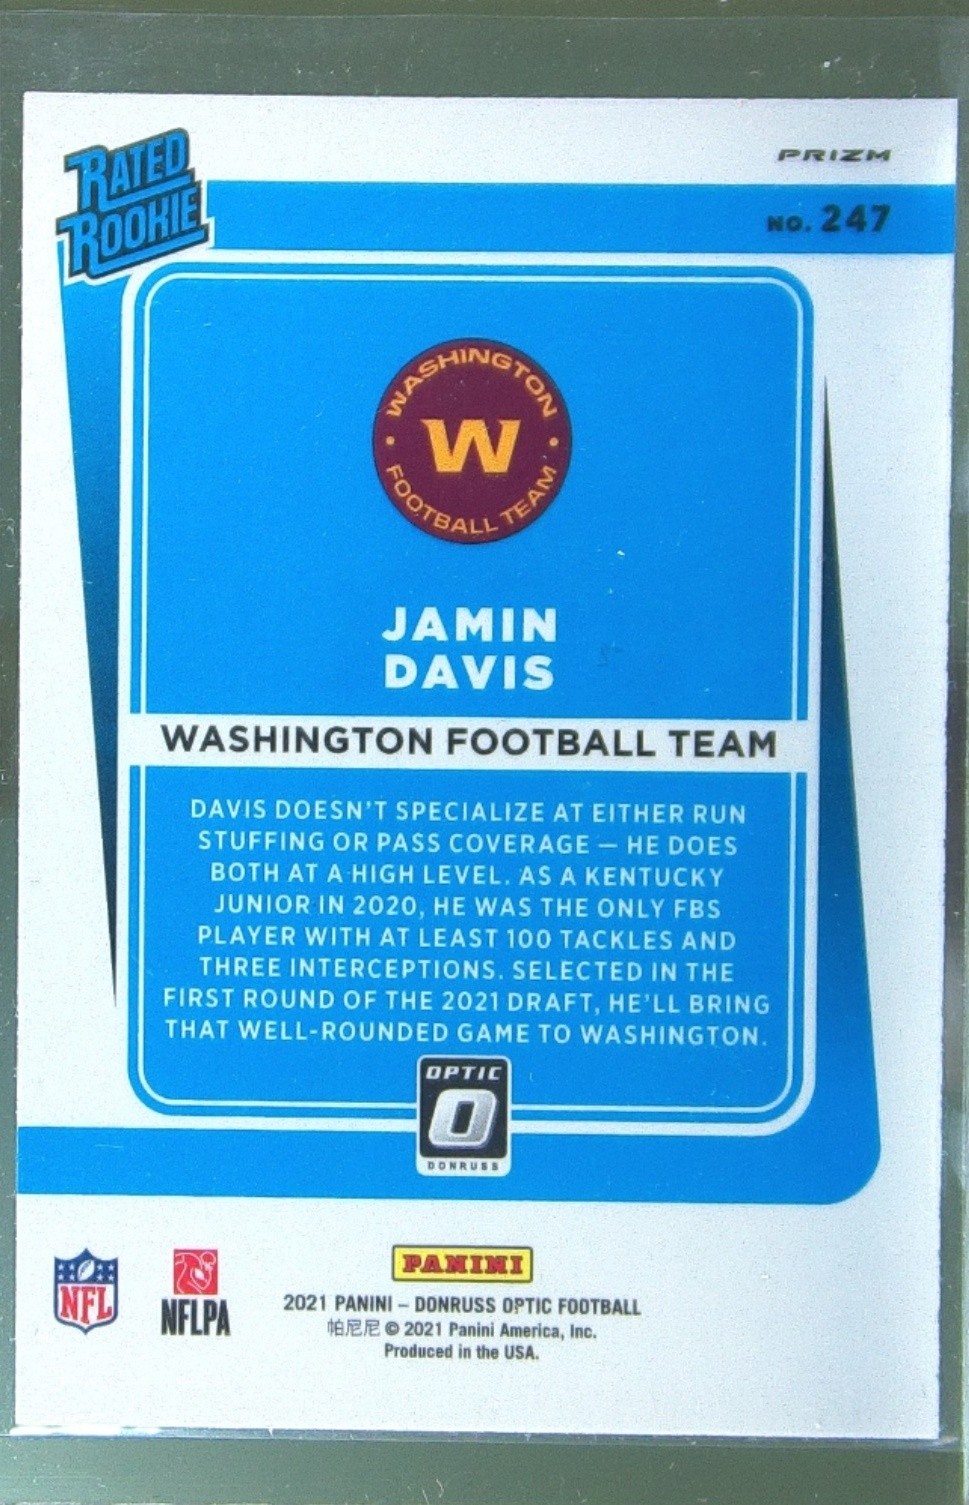 RATED
ROOKIE
PRIZM
NO. 247
WASHINGTON
W
FOOTBALL TEAM
JAMIN
DAVIS
WASHINGTON FOOTBALL TEAM
DAVIS DOESN'T SPECIALIZE AT EITHER RUN
STUFFING OR PASS COVERAGE — HE DOES
BOTH AT A HIGH LEVEL. AS A KENTUCKY
JUNIOR IN 2020, HE WAS THE ONLY FBS
PLAYER WITH AT LEAST 100 TACKLES AND
THREE INTERCEPTIONS. SELECTED IN THE
FIRST ROUND OF THE 2021 DRAFT, HE'LL BRING
THAT WELL-ROUNDED GAME TO WASHINGTON.
OPTIC
O
DONRUSS
NFL
NFLPA
PANINI
2021 PANINI – DONRUSS OPTIC FOOTBALL
帕尼尼 © 2021 Panini America, Inc.
Produced in the USA.